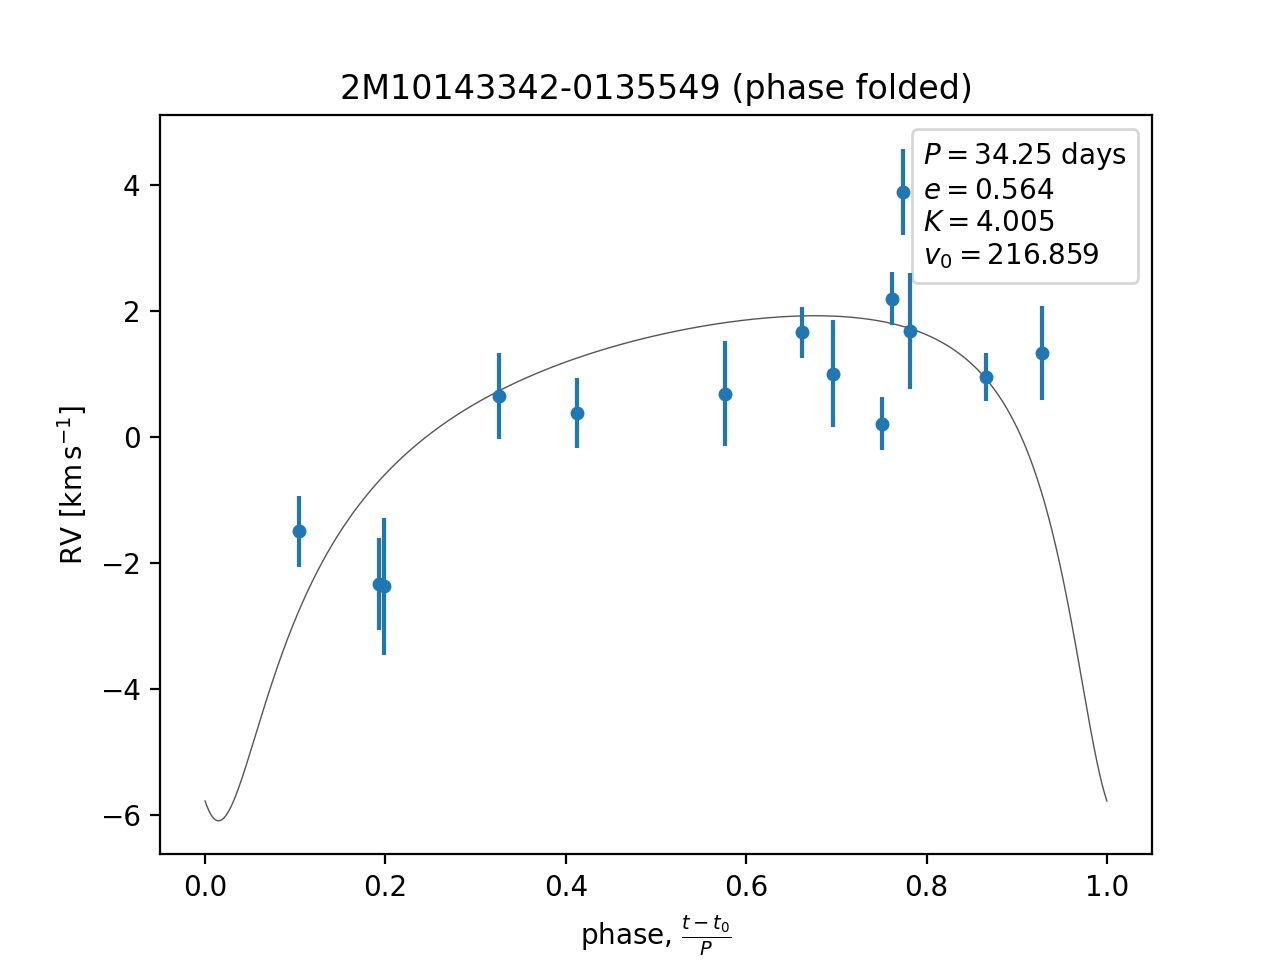 2M10143342-0135549 (phase folded)
P = 34.25 days
e = 0.564
K = 4.005
v₀ = 216.859
RV [km s⁻¹]
4
2
0
−2
−4
−6
0.0 0.2 0.4 0.6 0.8 1.0
phase, (t − t₀)/P